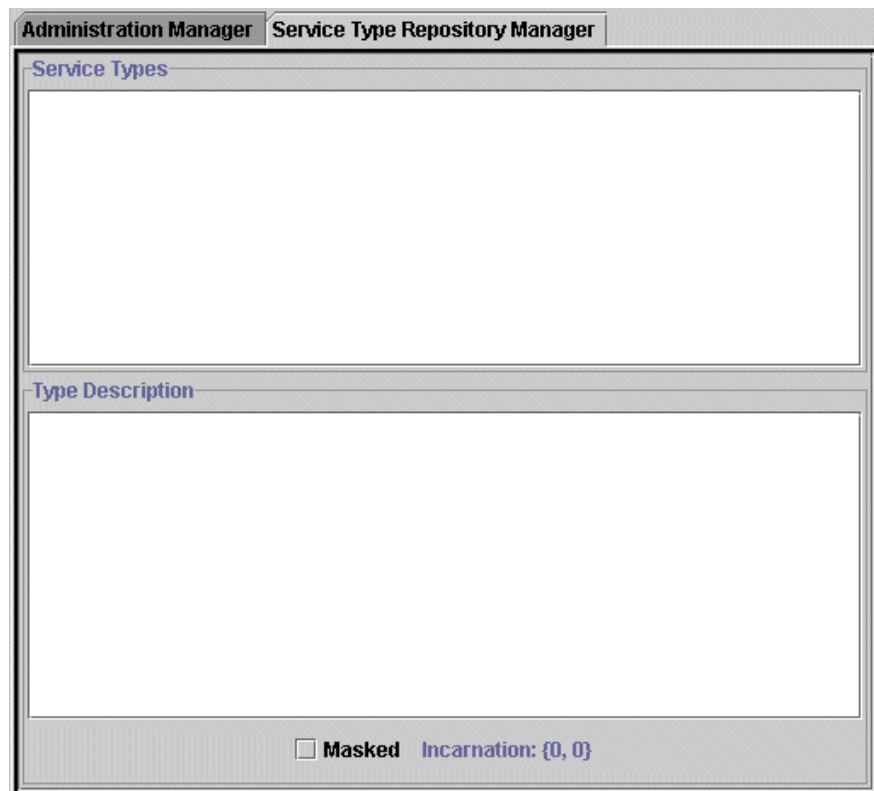 Administration Manager Service Type Repository Manager
Service Types
Type Description
Masked Incarnation: {0, 0}